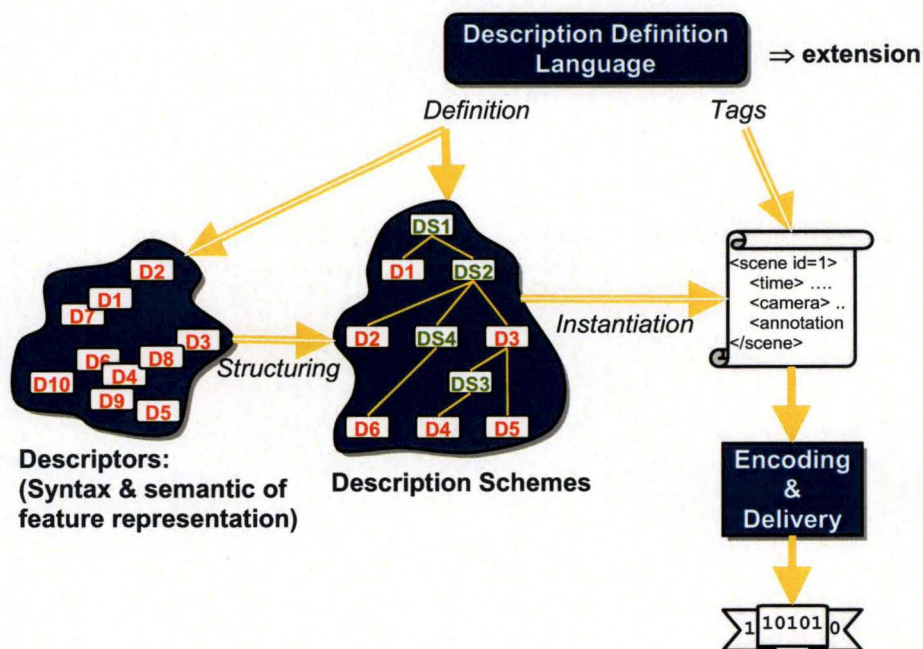 Description Definition
Language
⇒ extension
Definition
Tags
DS1
D1
DS2
D2
DS4
D3
DS3
D6
D4
D5
D2
D1
D7
D3
D8
D6
D4
D10
D9
D5
Structuring
Instantiation
<scene id=1>
<time> ....
<camera> ..
<annotation
</scene>
Descriptors:
(Syntax & semantic of
feature representation)
Description Schemes
Encoding
&
Delivery
1 10101 0